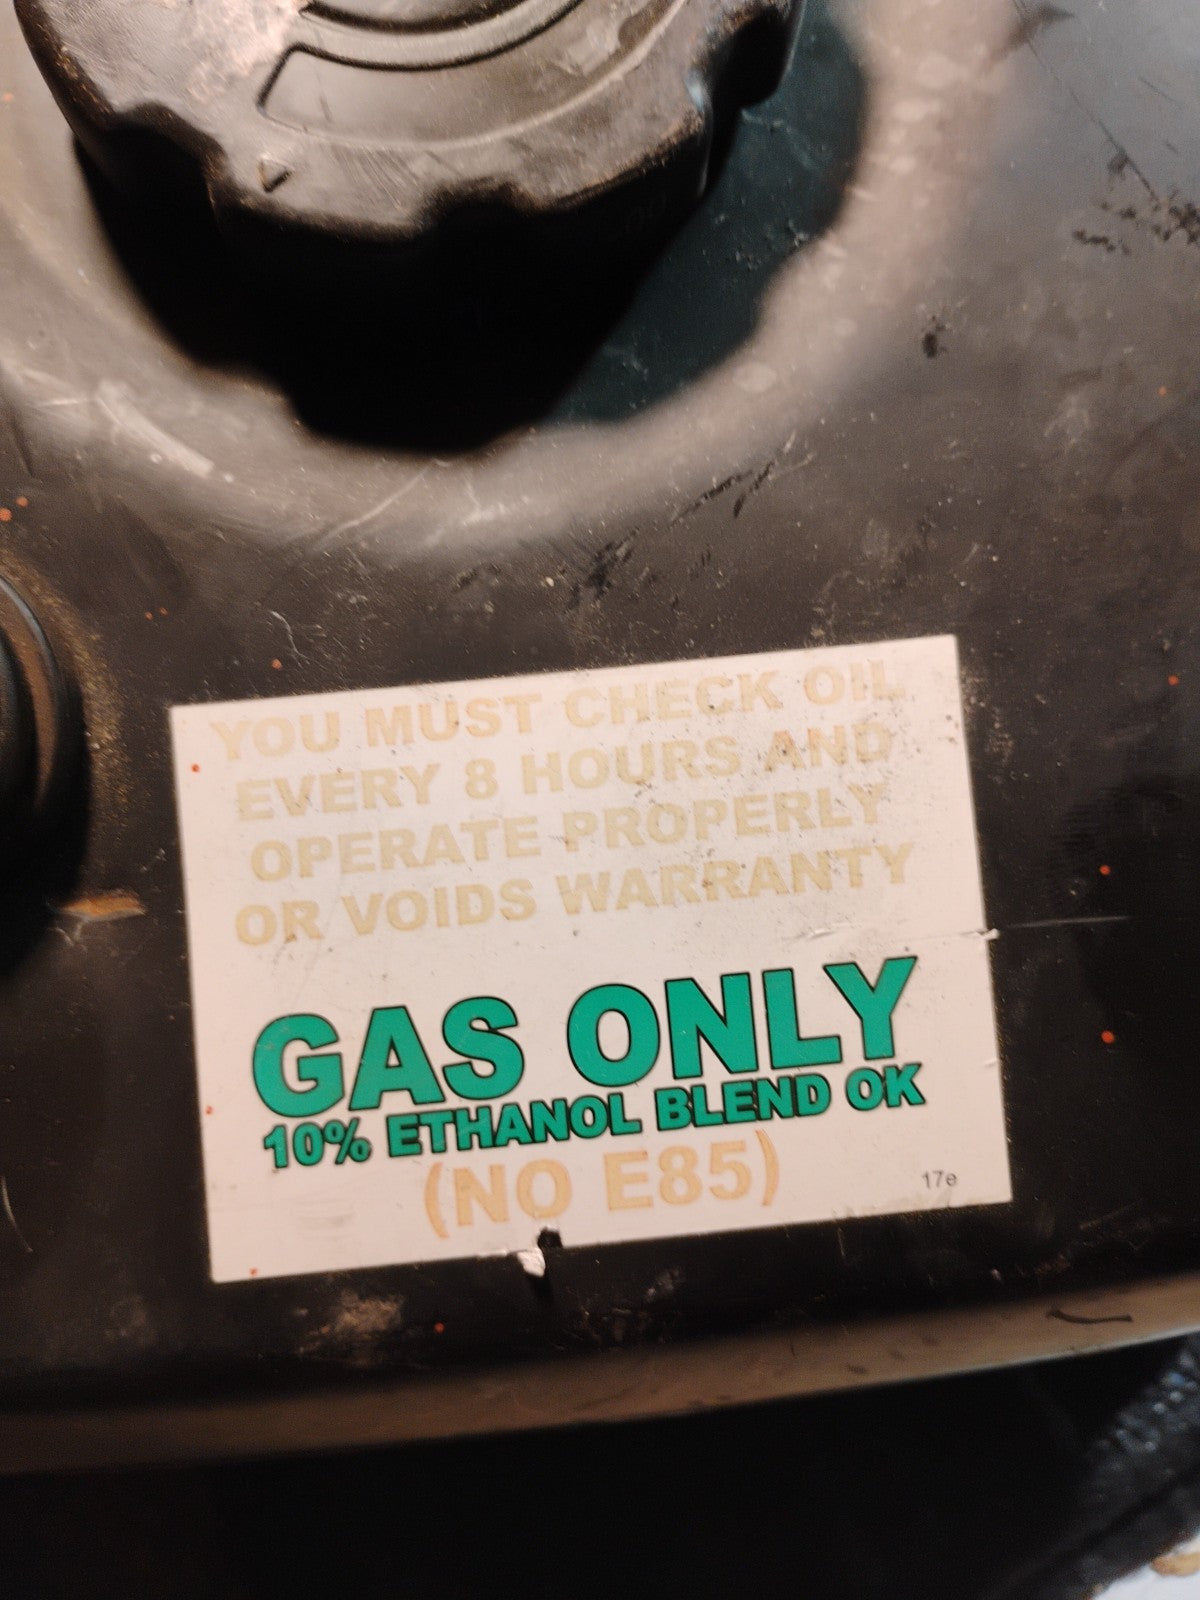 YOU MUST CHECK OIL
EVERY 8 HOURS AND
OPERATE PROPERLY
OR VOIDS WARRANTY
GAS ONLY
10% ETHANOL BLEND OK
(NO E85)
17e